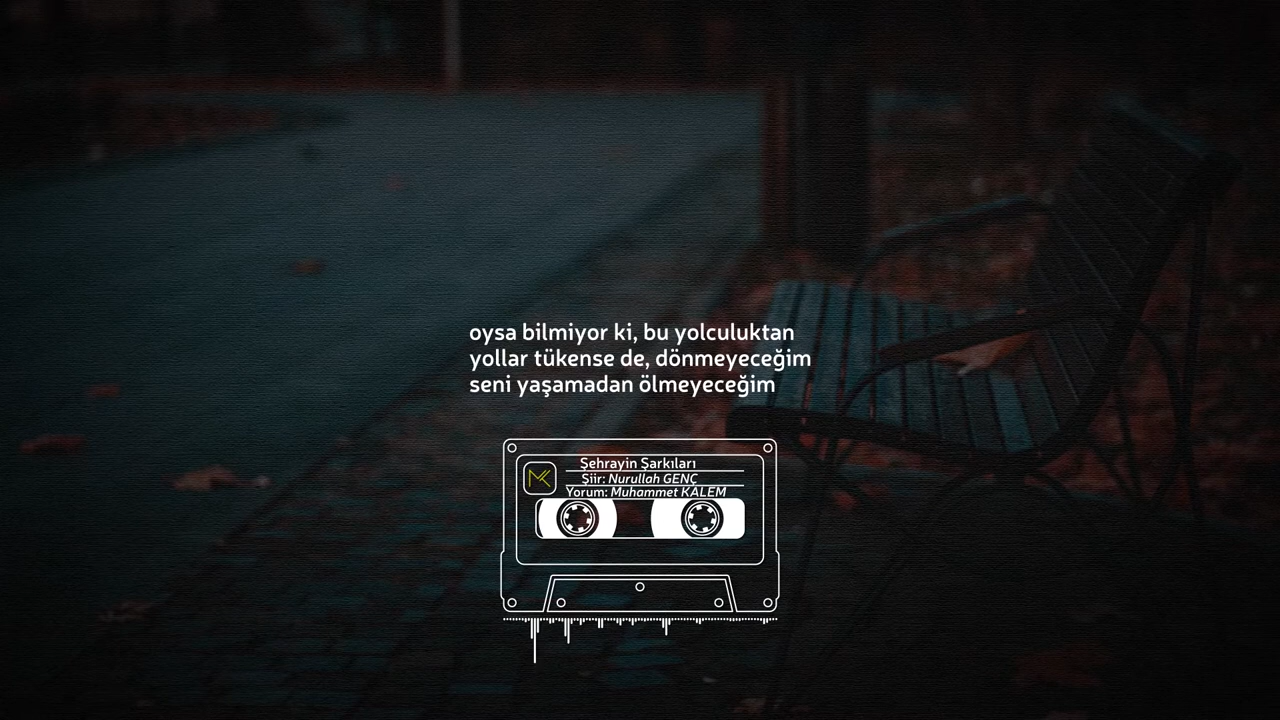 oysa bilmiyor ki, bu yolculuktan
yollar tükense de, dönmeyeceğim
seni yaşamadan ölmeyeceğim
Şehrayin Şarkıları
Şiir: Nurullah GENÇ
Yorum: Muhammet KALEM
MK